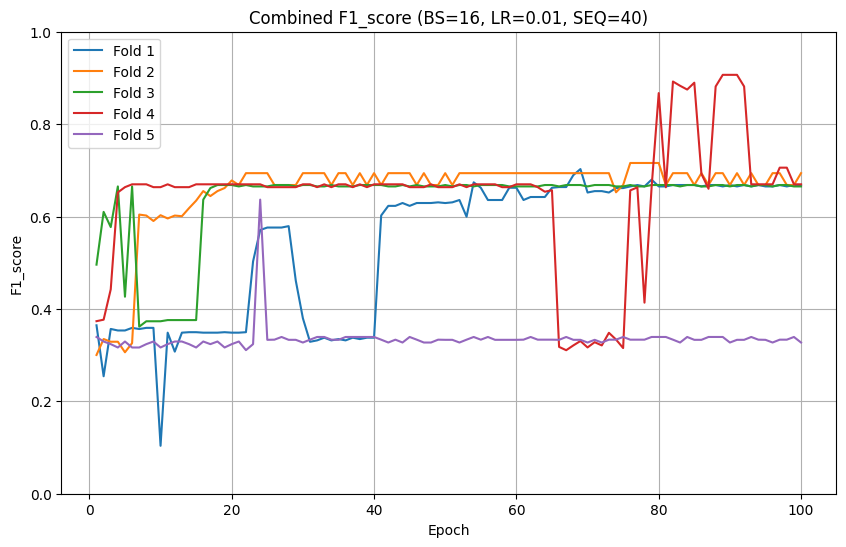 Combined F1_score (BS=16, LR=0.01, SEQ=40)
Fold 1
Fold 2
Fold 3
Fold 4
Fold 5
F1_score
1.0
0.8
0.6
0.4
0.2
0.0
0 20 40 60 80 100
Epoch